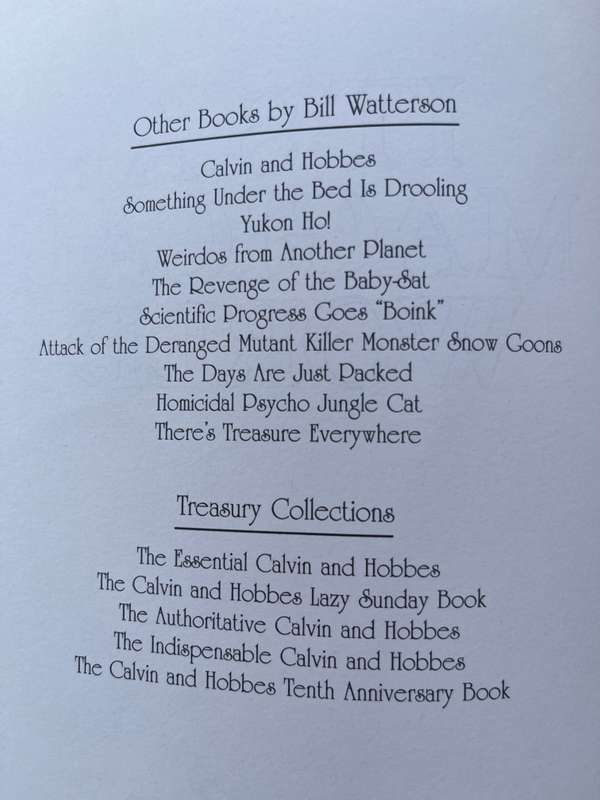 Other Books by Bill Watterson
Calvin and Hobbes
Something Under the Bed Is Drooling
Yukon Ho!
Weirdos from Another Planet
The Revenge of the Baby-Sat
Scientific Progress Goes "Boink"
Attack of the Deranged Mutant Killer Monster Snow Goons
The Days Are Just Packed
Homicidal Psycho Jungle Cat
There's Treasure Everywhere
Treasury Collections
The Essential Calvin and Hobbes
The Calvin and Hobbes Lazy Sunday Book
The Authoritative Calvin and Hobbes
The Indispensable Calvin and Hobbes
The Calvin and Hobbes Tenth Anniversary Book